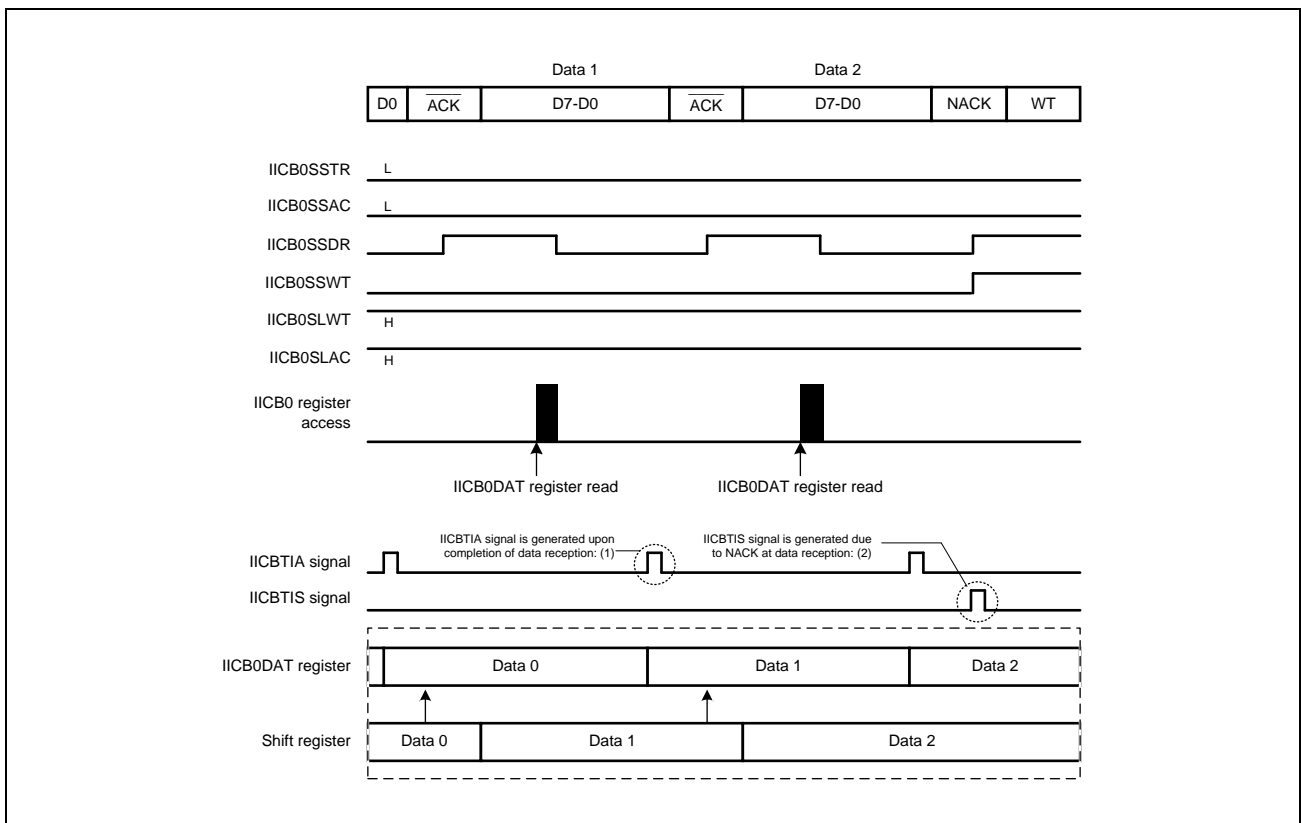 Data 1 Data 2
D0 ACK D7-D0 ACK D7-D0 NACK WT
IICB0SSTR L
IICB0SSAC L
IICB0SSDR
IICB0SSWT
IICB0SLWT H
IICB0SLAC H
IICB0 register
access
IICB0DAT register read IICB0DAT register read
IICBTIA signal is generated upon
completion of data reception: (1)
IICBTIS signal is generated due
to NACK at data reception: (2)
IICBTIA signal
IICBTIS signal
IICB0DAT register Data 0 Data 1 Data 2
Shift register Data 0 Data 1 Data 2